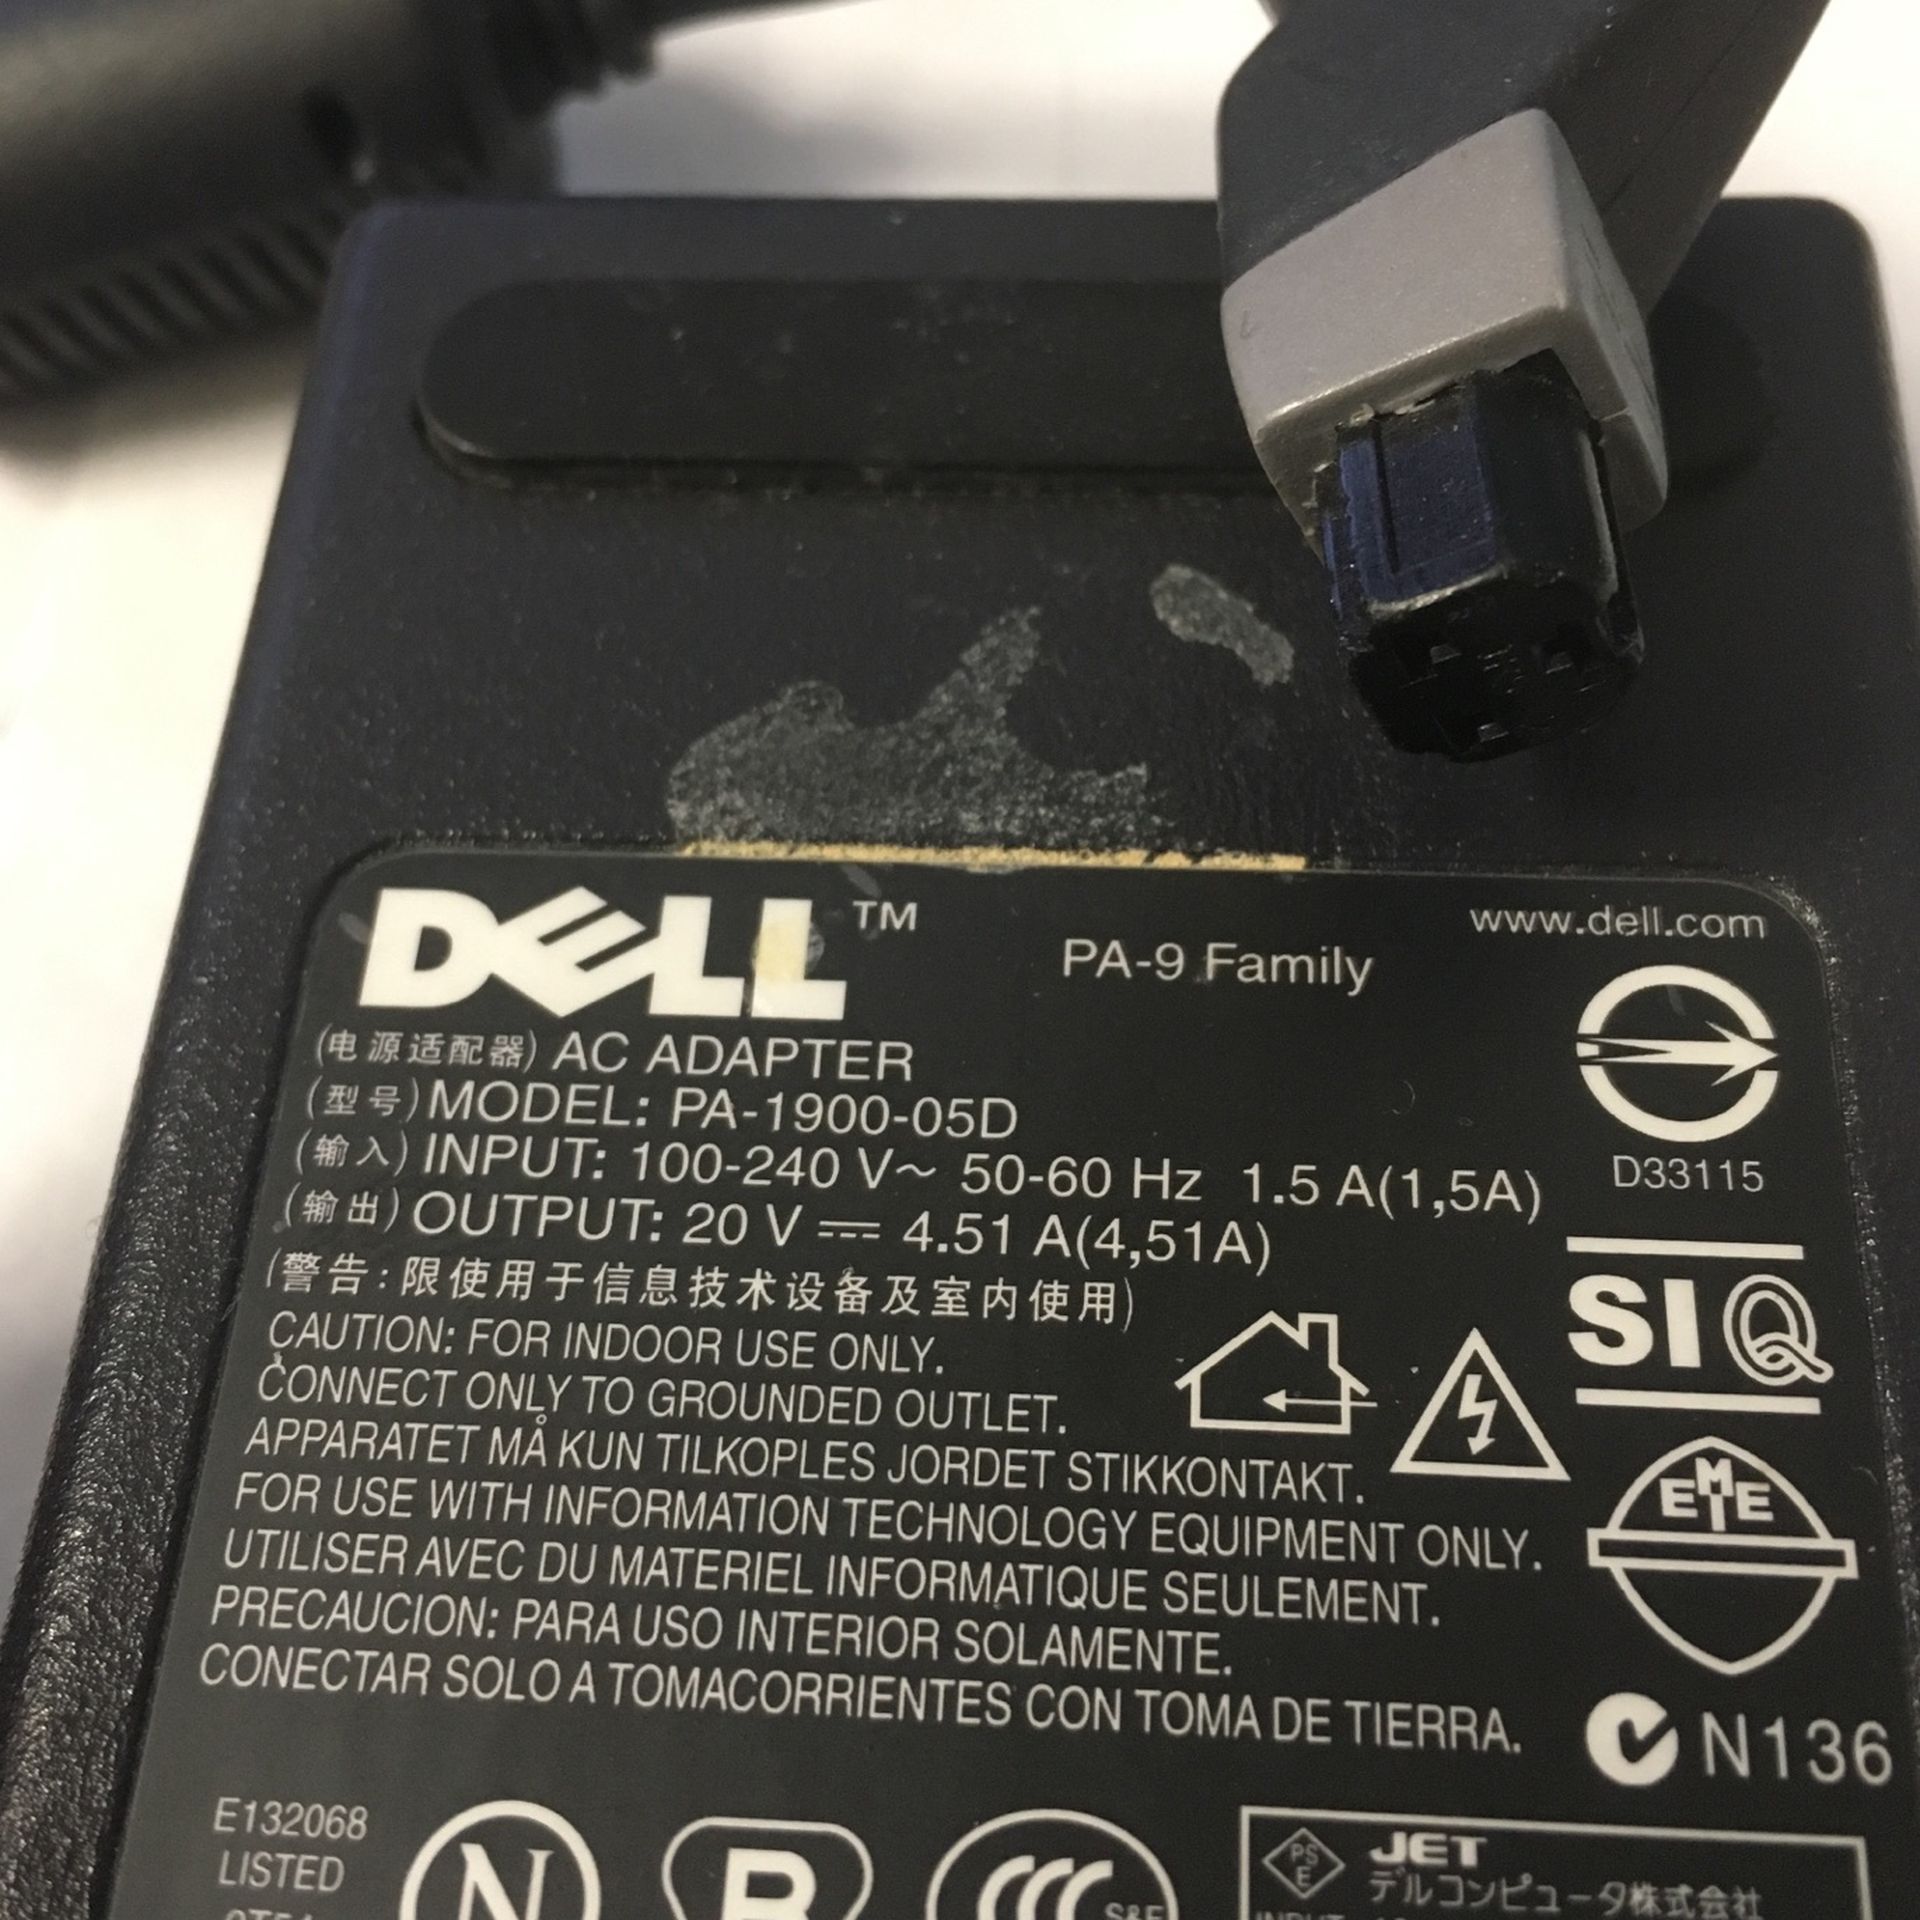 DELL™
PA-9 Family
www.dell.com
(电源适配器) AC ADAPTER
(型号) MODEL: PA-1900-05D
(输入) INPUT: 100-240 V~ 50-60 Hz 1.5 A(1,5A)
(输出) OUTPUT: 20 V ⎓ 4.51 A(4,51A)
(警告:限使用于信息技术设备及室内使用)
CAUTION: FOR INDOOR USE ONLY.
CONNECT ONLY TO GROUNDED OUTLET.
APPARATET MÅ KUN TILKOPLES JORDET STIKKONTAKT.
FOR USE WITH INFORMATION TECHNOLOGY EQUIPMENT ONLY.
UTILISER AVEC DU MATERIEL INFORMATIQUE SEULEMENT.
PRECAUCION: PARA USO INTERIOR SOLAMENTE.
CONECTAR SOLO A TOMACORRIENTES CON TOMA DE TIERRA.
D33115
SIQ
EMEI
N136
E132068
LISTED
N
CCC
S&E
PS
E
JET
デルコンピュータ株式会社